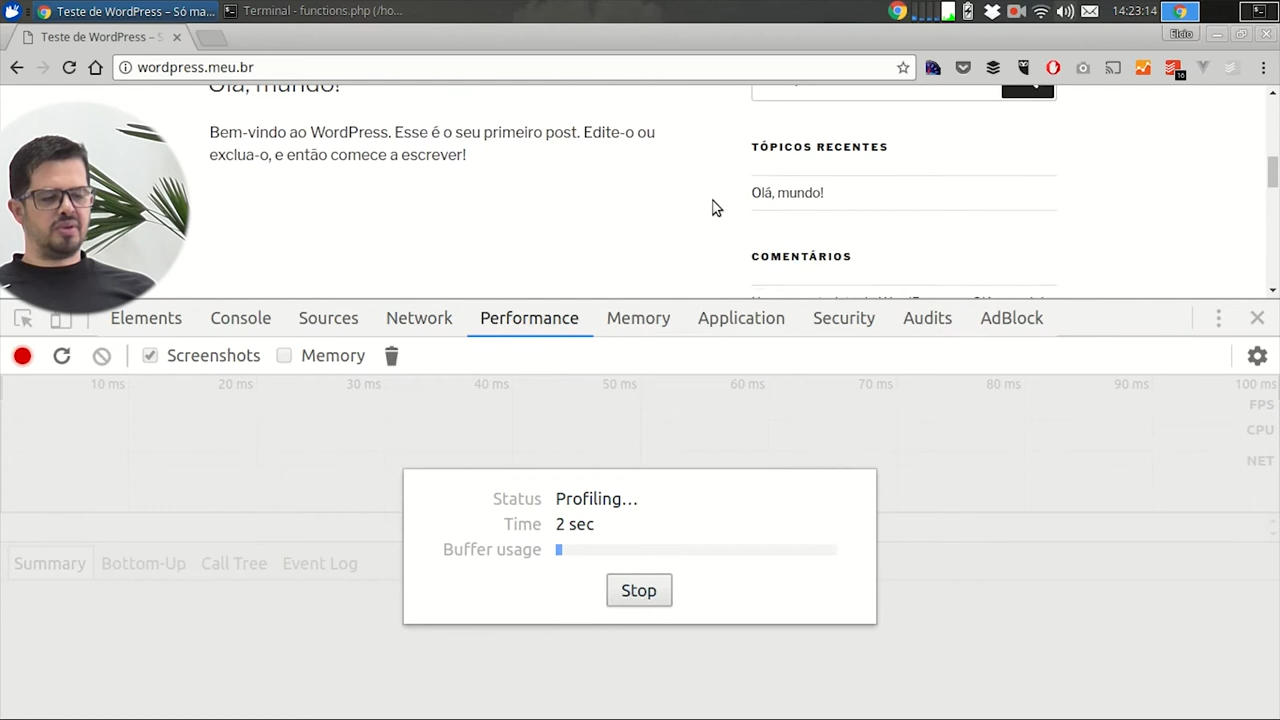 Teste de WordPress – Só ma...
Terminal - functions.php (/ho...
14:23:14
Teste de WordPress – S
Elcio
wordpress.meu.br
16
Olá, mundo!
Bem-vindo ao WordPress. Esse é o seu primeiro post. Edite-o ou
exclua-o, e então comece a escrever!
TÓPICOS RECENTES
Olá, mundo!
COMENTÁRIOS
Elements Console Sources Network Performance Memory Application Security Audits AdBlock
Screenshots Memory
10 ms 20 ms 30 ms 40 ms 50 ms 60 ms 70 ms 80 ms 90 ms 100 ms
FPS
CPU
NET
Status Profiling...
Time 2 sec
Buffer usage
Stop
Summary Bottom-Up Call Tree Event Log